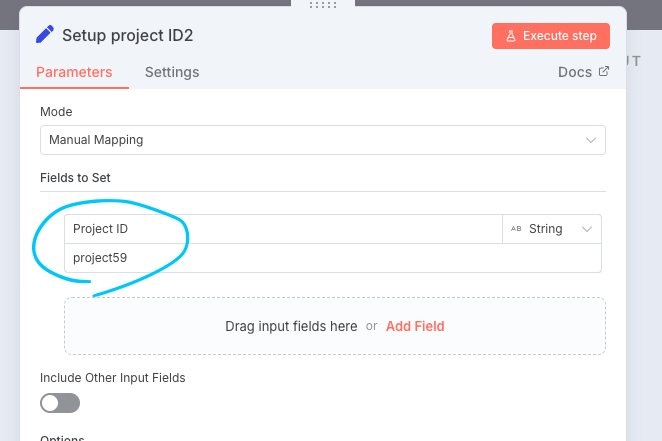 Setup project ID2
Execute step
Parameters
Settings
Docs
UT
Mode
Manual Mapping
Fields to Set
Project ID
AB String
project59
Drag input fields here or Add Field
Include Other Input Fields
Options